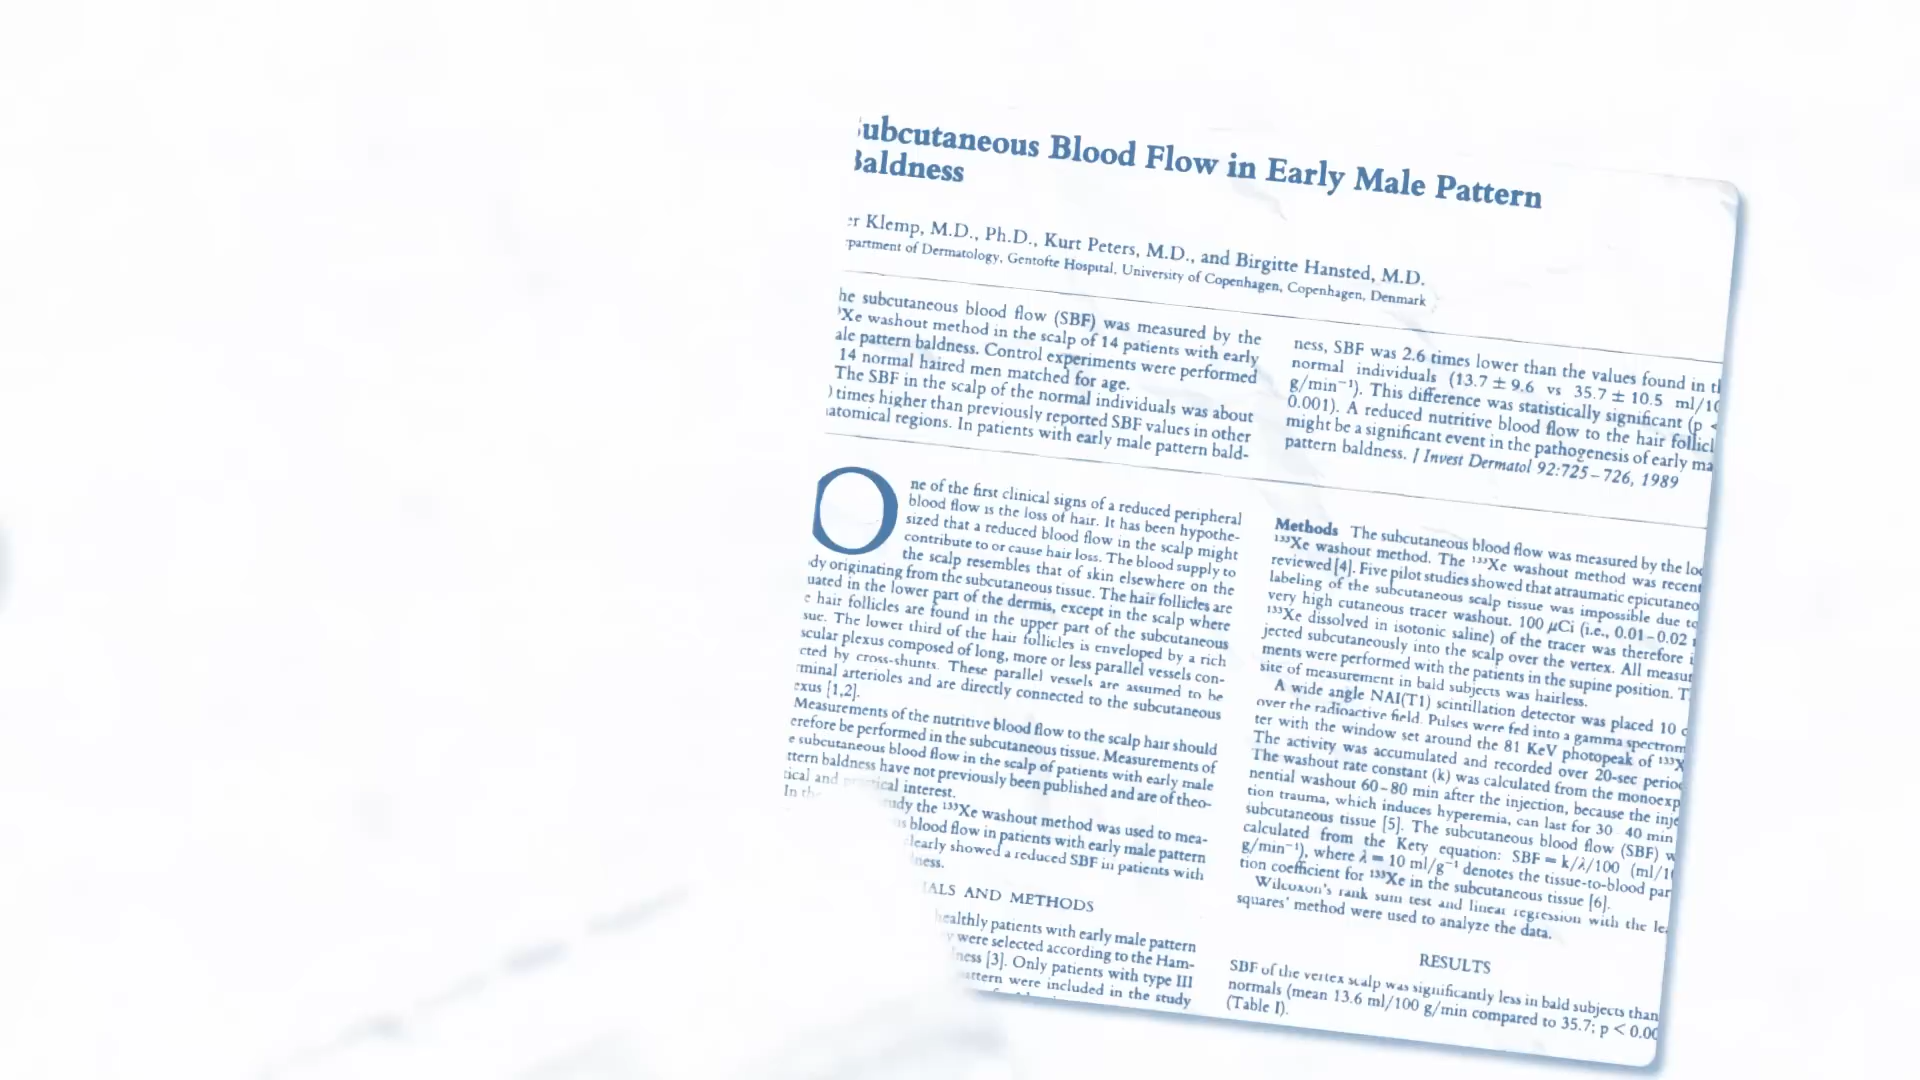 ubcutaneous Blood Flow in Early Male Pattern
Baldness
er Klemp, M.D., Ph.D., Kurt Peters, M.D., and Birgitte Hansted, M.D.
partment of Dermatology, Gentofte Hospital, University of Copenhagen, Copenhagen, Denmark
he subcutaneous blood flow (SBF) was measured by the
³Xe washout method in the scalp of 14 patients with early
ale pattern baldness. Control experiments were performed
14 normal haired men matched for age.
The SBF in the scalp of the normal individuals was about
) times higher than previously reported SBF values in other
atomical regions. In patients with early male pattern bald-
ness, SBF was 2.6 times lower than the values found in t
normal individuals (13.7 ± 9.6 vs 35.7 ± 10.5 ml/10
g/min⁻¹). This difference was statistically significant (p <
0.001). A reduced nutritive blood flow to the hair follicl
might be a significant event in the pathogenesis of early ma
pattern baldness. J Invest Dermatol 92:725–726, 1989
One of the first clinical signs of a reduced peripheral
blood flow is the loss of hair. It has been hypothe-
sized that a reduced blood flow in the scalp might
contribute to or cause hair loss. The blood supply to
the scalp resembles that of skin elsewhere on the
dy originating from the subcutaneous tissue. The hair follicles are
uated in the lower part of the dermis, except in the scalp where
e hair follicles are found in the upper part of the subcutaneous
sue. The lower third of the hair follicles is enveloped by a rich
scular plexus composed of long, more or less parallel vessels con-
cted by cross-shunts. These parallel vessels are assumed to be
rminal arterioles and are directly connected to the subcutaneous
exus [1,2].
Measurements of the nutritive blood flow to the scalp hair should
erefore be performed in the subcutaneous tissue. Measurements of
e subcutaneous blood flow in the scalp of patients with early male
ttern baldness have not previously been published and are of theo-
tical and practical interest.
In the udy the ¹³³Xe washout method was used to mea-
us blood flow in patients with early male pattern
learly showed a reduced SBF in patients with
lness.
IALS AND METHODS
healthly patients with early male pattern
y were selected according to the Ham-
ness [3]. Only patients with type III
attern were included in the study
Methods The subcutaneous blood flow was measured by the loc
¹³³Xe washout method. The ¹³³Xe washout method was recent
reviewed [4]. Five pilot studies showed that atraumatic epicutaneo
labeling of the subcutaneous scalp tissue was impossible due to
very high cutaneous tracer washout. 100 µCi (i.e., 0.01–0.02
¹³³Xe dissolved in isotonic saline) of the tracer was therefore i
jected subcutaneously into the scalp over the vertex. All measur
ments were performed with the patients in the supine position. T
site of measurement in bald subjects was hairless.
A wide angle NAI(T1) scintillation detector was placed 10 c
over the radioactive field. Pulses were fed into a gamma spectrom
ter with the window set around the 81 KeV photopeak of ¹³³X
The activity was accumulated and recorded over 20-sec perio
The washout rate constant (k) was calculated from the monoexp
nential washout 60–80 min after the injection, because the inje
tion trauma, which induces hyperemia, can last for 30–40 min
subcutaneous tissue [5]. The subcutaneous blood flow (SBF) w
calculated from the Kety equation: SBF = k/λ/100 (ml/1
g/min⁻¹), where λ = 10 ml/g⁻¹ denotes the tissue-to-blood par
tion coefficient for ¹³³Xe in the subcutaneous tissue [6].
Wilcoxon's rank sum test and linear regression with the lea
squares' method were used to analyze the data.
RESULTS
SBF of the vertex scalp was significantly less in bald subjects than
normals (mean 13.6 ml/100 g/min compared to 35.7; p < 0.00
(Table I).